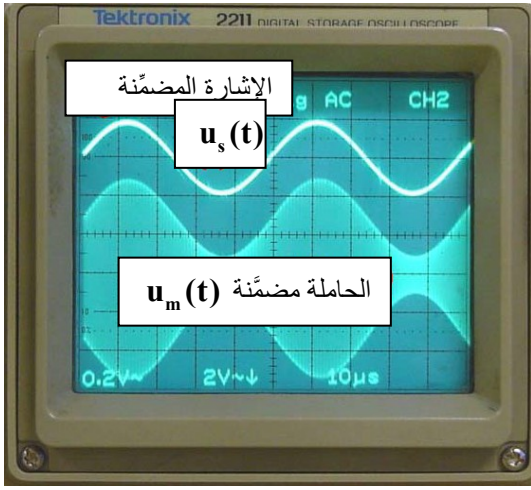 Tektronix 2211 DIGITAL STORAGE OSCILLOSCOPE
الإشارة المضمِّنة
g AC CH2
u_s(t)
الحاملة مضمَّنة u_m(t)
0.2V~ 2V~↓ 10µs